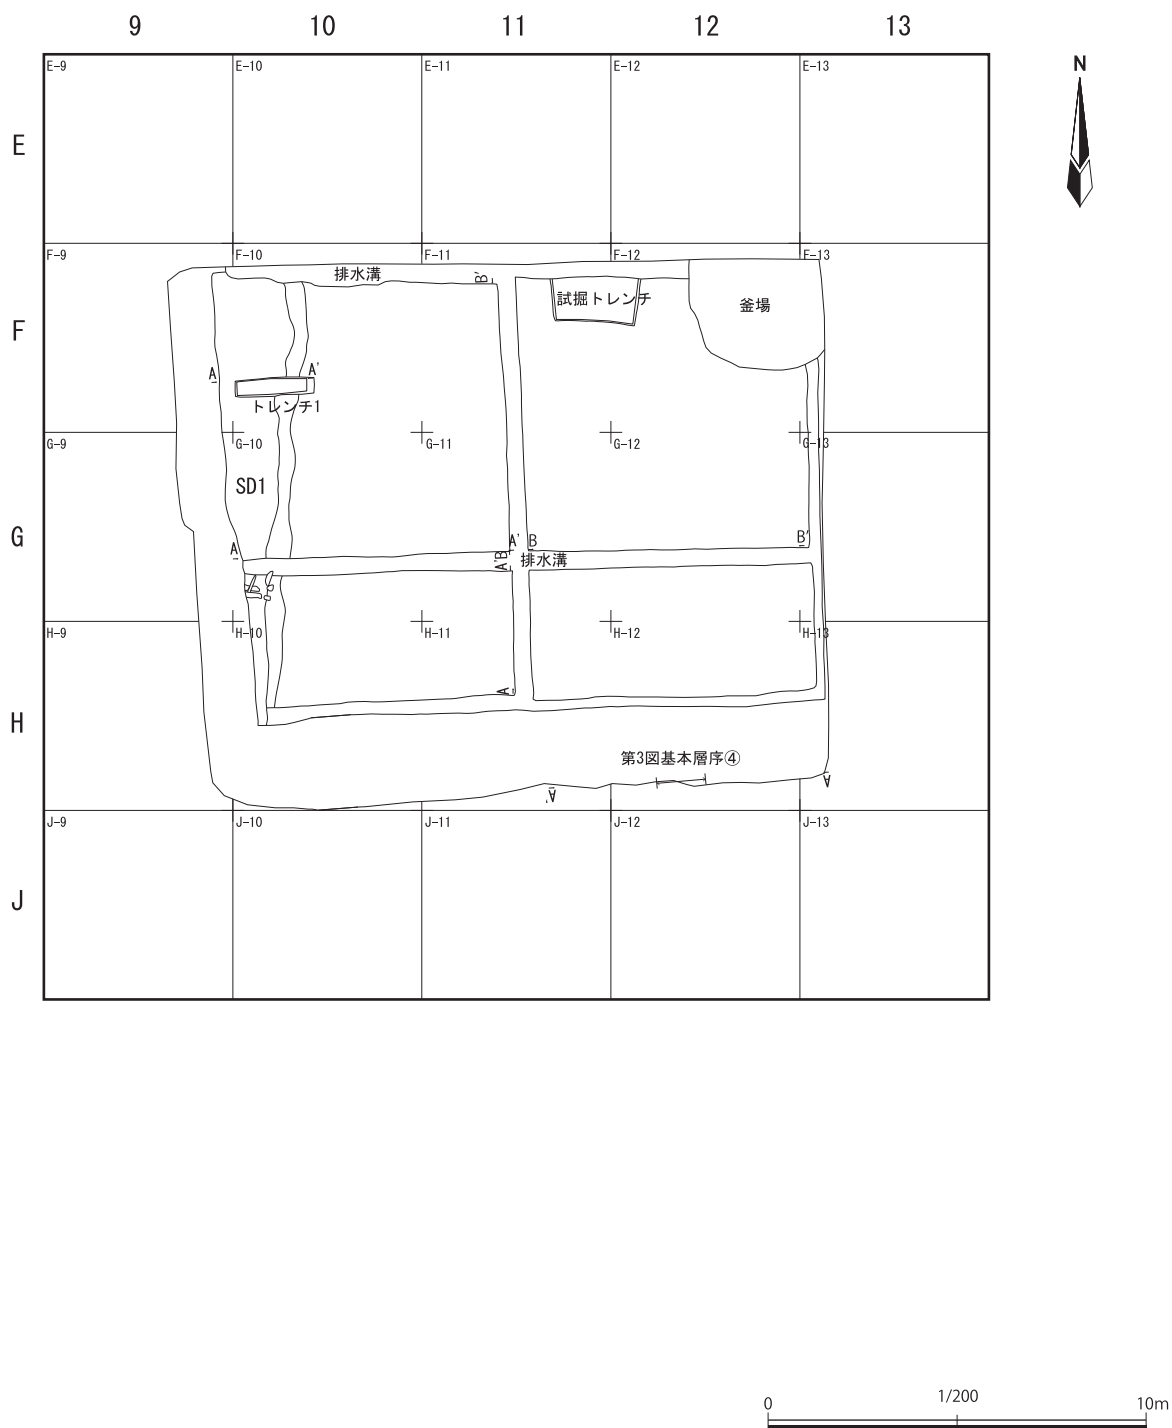 9 10 11 12 13
N
E-9 E-10 E-11 E-12 E-13
E
F-9 F-10 F-11 F-12 F-13
排水溝 B'
試掘トレンチ 釜場
F
A A'
トレンチ1
G-9 G-10 G-11 G-12 G-13
SD1
G
A A' B B'
A'B 排水溝
H-9 H-10 H-11 H-12 H-13
A
H
第3図基本層序④
A' A
J-9 J-10 J-11 J-12 J-13
J
0 1/200 10m